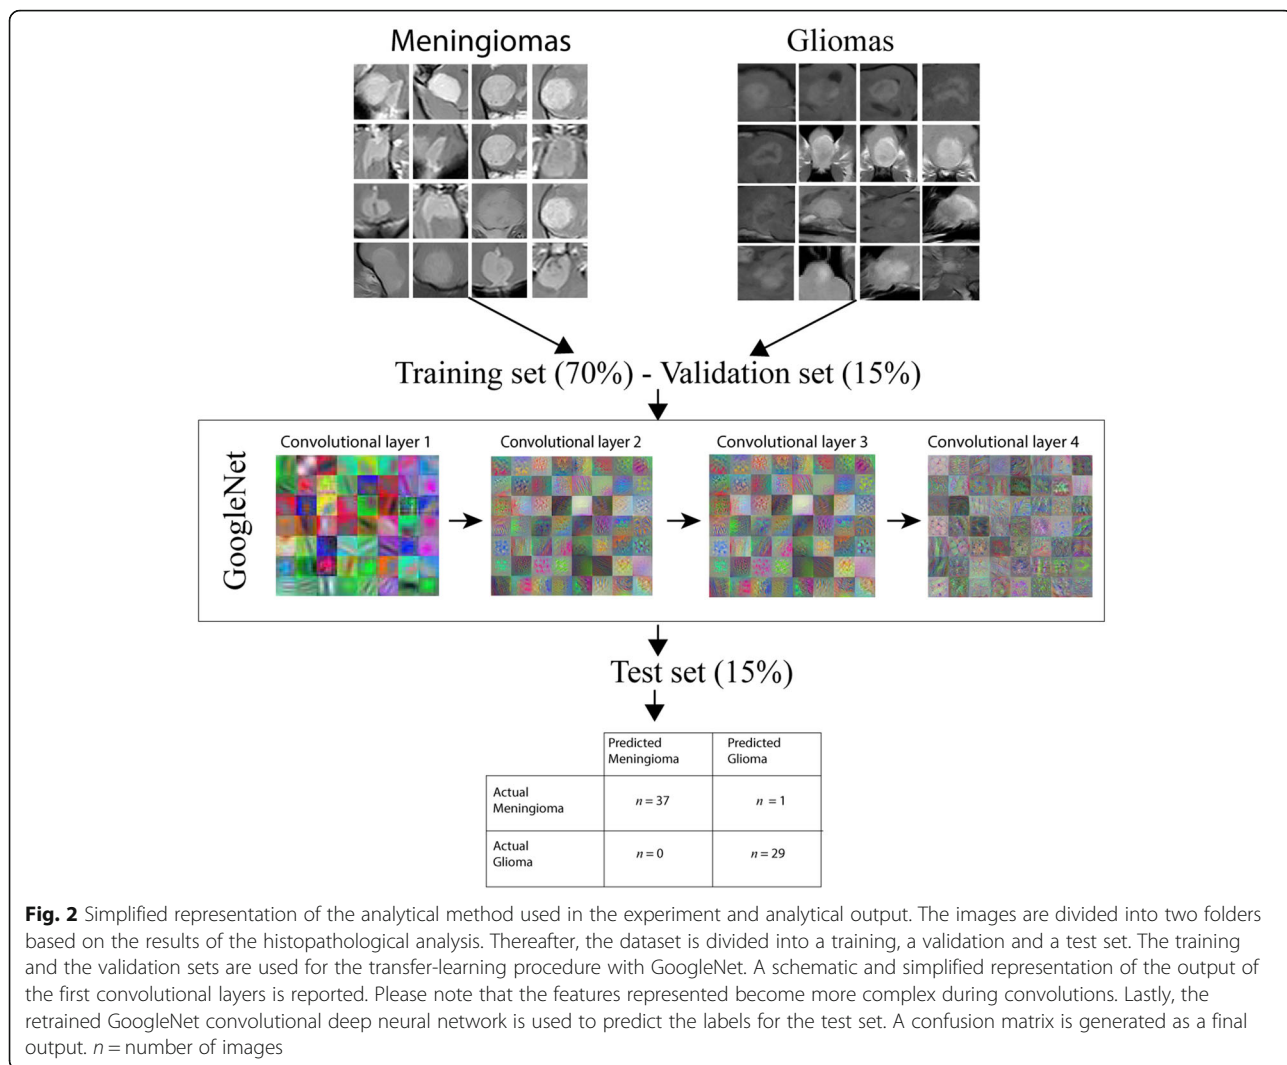 Meningiomas
Gliomas
Training set (70%) - Validation set (15%)
GoogleNet
Convolutional layer 1
Convolutional layer 2
Convolutional layer 3
Convolutional layer 4
Test set (15%)
Predicted
Meningioma
Predicted
Glioma
Actual
Meningioma
n = 37
n = 1
Actual
Glioma
n = 0
n = 29
Fig. 2 Simplified representation of the analytical method used in the experiment and analytical output. The images are divided into two folders
based on the results of the histopathological analysis. Thereafter, the dataset is divided into a training, a validation and a test set. The training
and the validation sets are used for the transfer-learning procedure with GoogleNet. A schematic and simplified representation of the output of
the first convolutional layers is reported. Please note that the features represented become more complex during convolutions. Lastly, the
retrained GoogleNet convolutional deep neural network is used to predict the labels for the test set. A confusion matrix is generated as a final
output. n = number of images